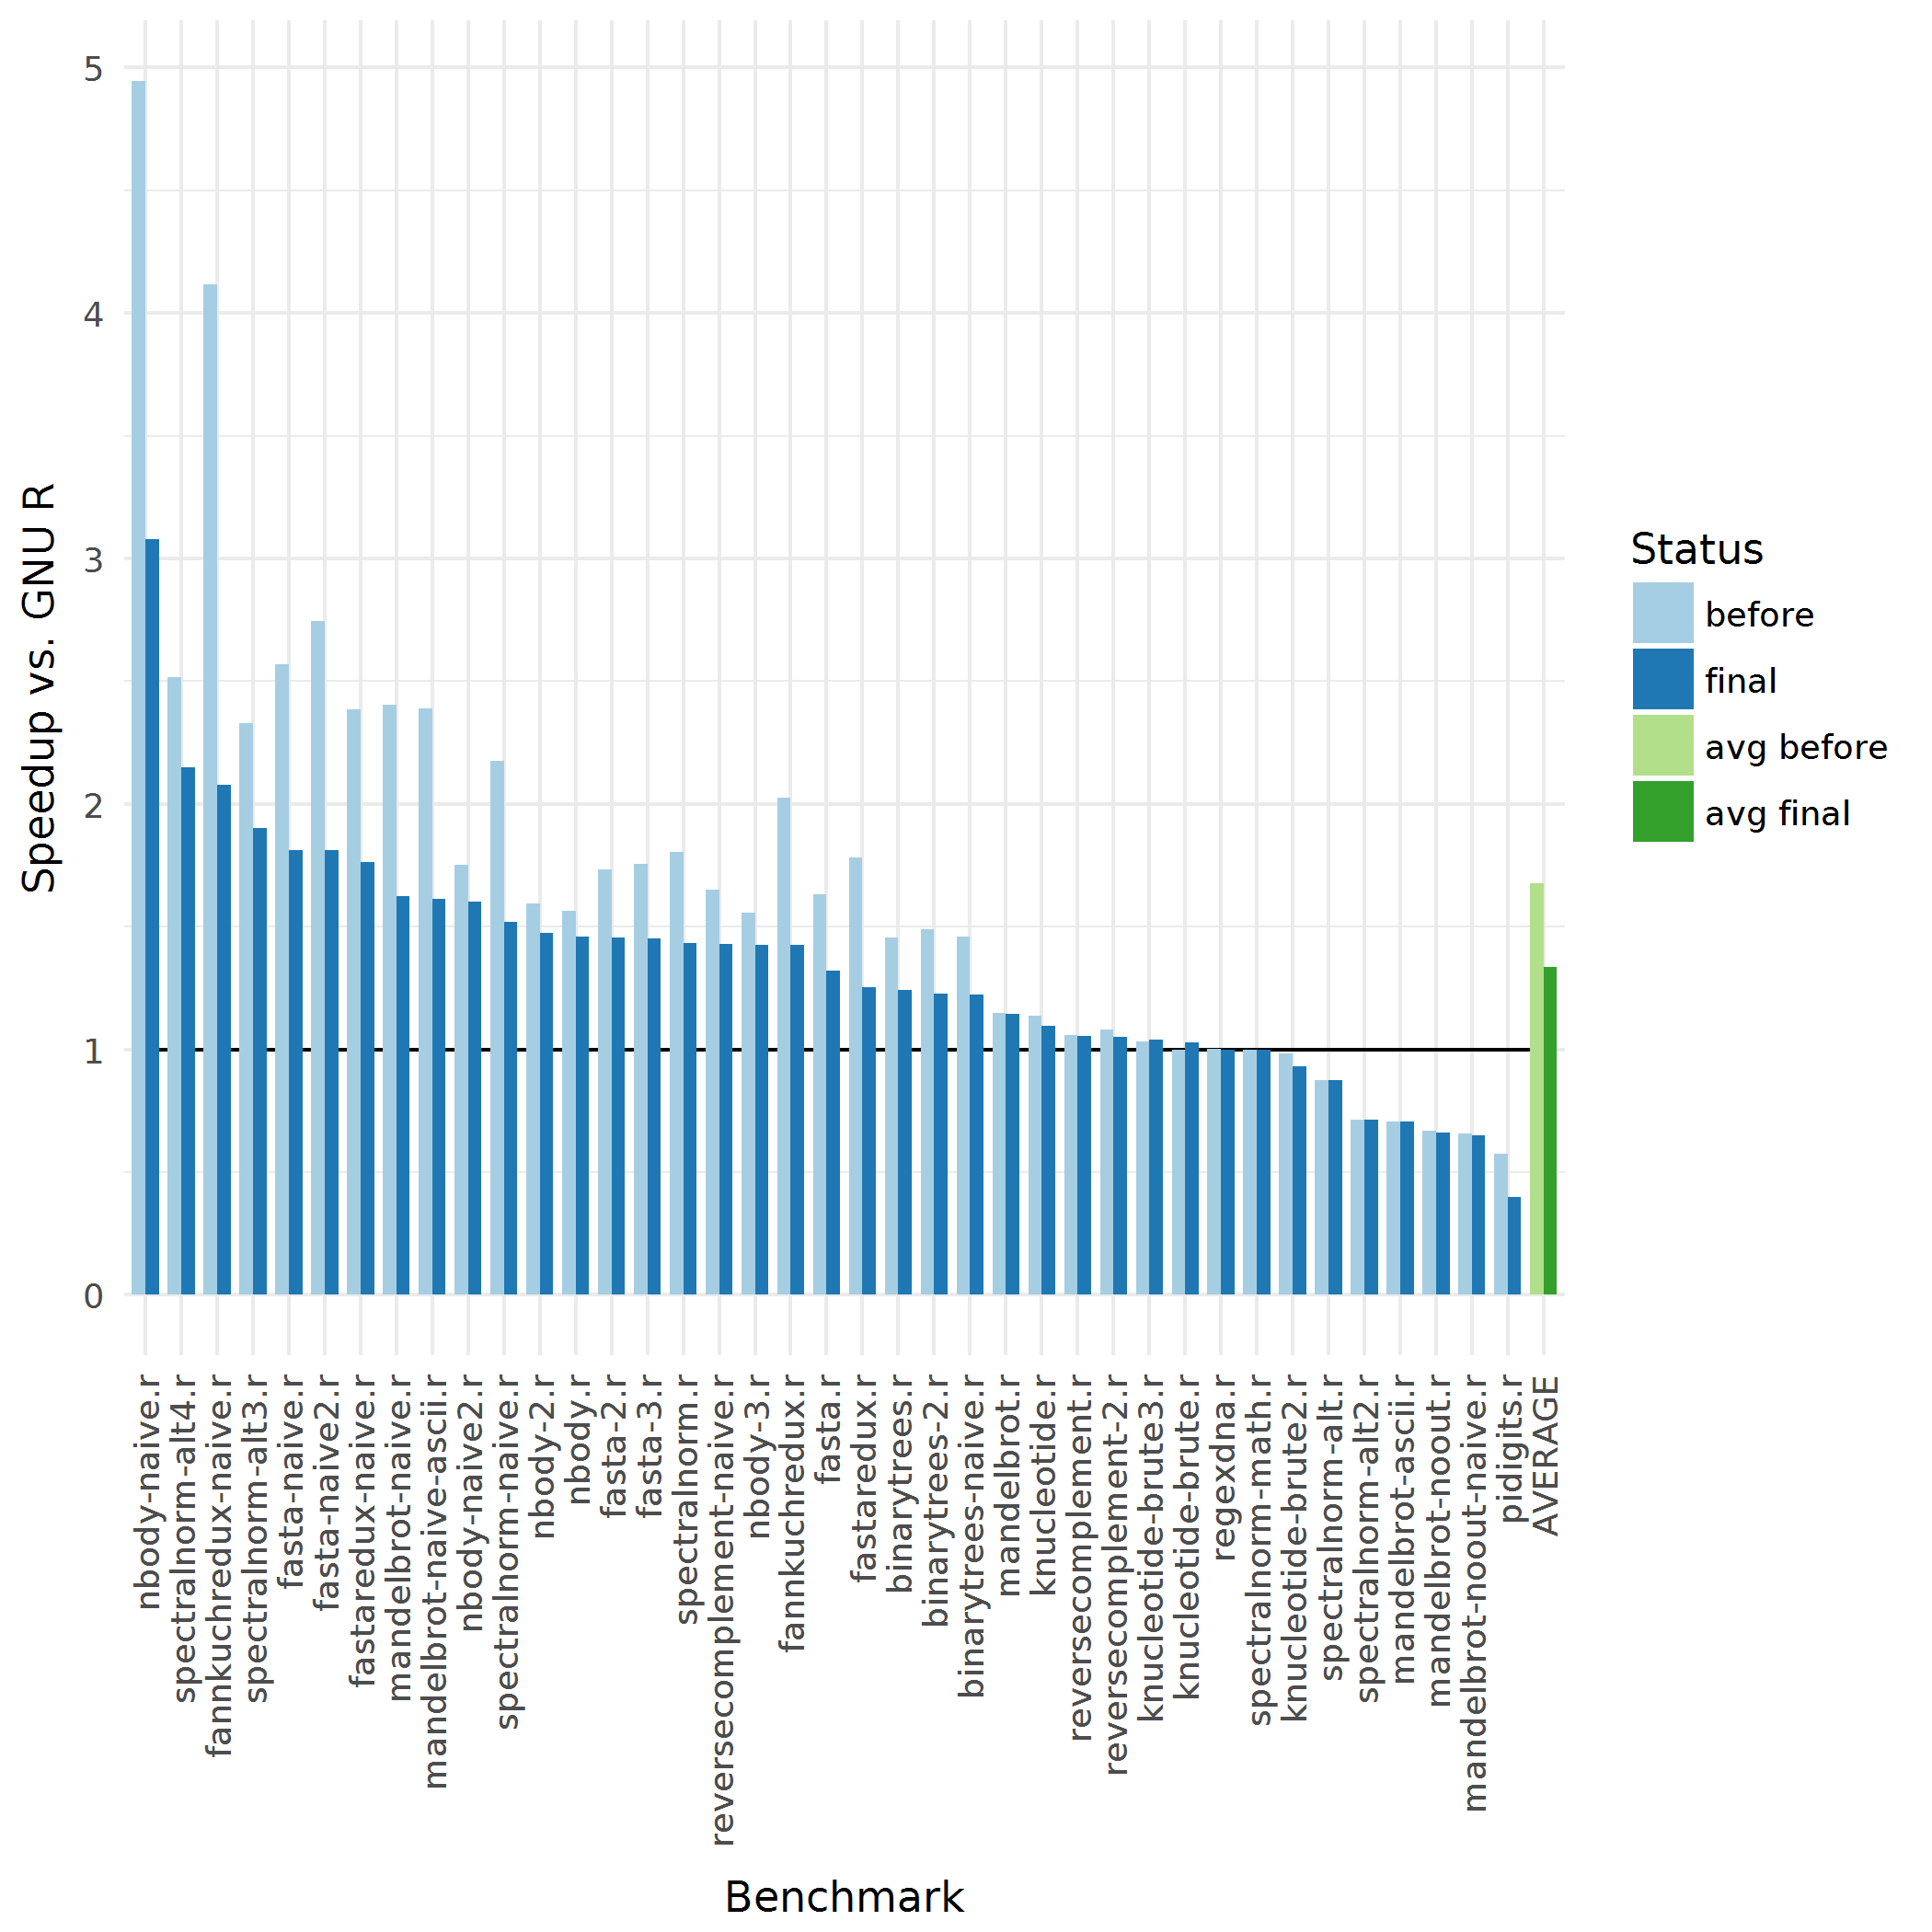 5
4
3
2
1
0
Speedup vs. GNU R
nbody-naive.r
spectralnorm-alt4.r
fannkuchredux-naive.r
spectralnorm-alt3.r
fasta-naive.r
fasta-naive2.r
fastaredux-naive.r
mandelbrot-naive.r
mandelbrot-naive-ascii.r
nbody-naive2.r
spectralnorm-naive.r
nbody-2.r
nbody.r
fasta-2.r
fasta-3.r
spectralnorm.r
reversecomplement-naive.r
nbody-3.r
fannkuchredux.r
fasta.r
fastaredux.r
binarytrees.r
binarytrees-2.r
binarytrees-naive.r
mandelbrot.r
knucleotide.r
reversecomplement.r
reversecomplement-2.r
knucleotide-brute3.r
knucleotide-brute.r
regexdna.r
spectralnorm-math.r
knucleotide-brute2.r
spectralnorm-alt.r
spectralnorm-alt2.r
mandelbrot-ascii.r
mandelbrot-noout.r
mandelbrot-noout-naive.r
pidigits.r
AVERAGE
Benchmark
Status
before
final
avg before
avg final